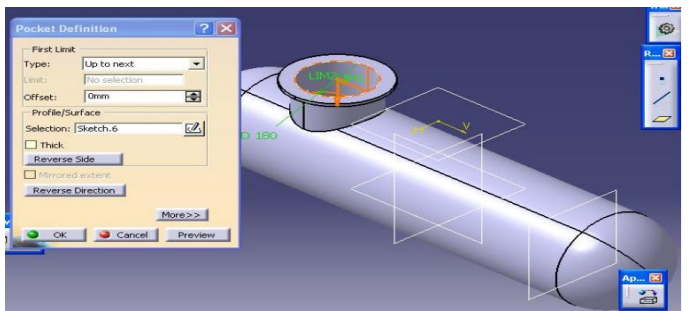 Pocket Definition
First Limit
Type: Up to next
Limit: No selection
Offset: 0mm
Profile/Surface
Selection: Sketch.6
Thick
Reverse Side
Mirrored extent
Reverse Direction
More>>
OK Cancel Preview
LIM2
D 180
H
V
R...
Ap...